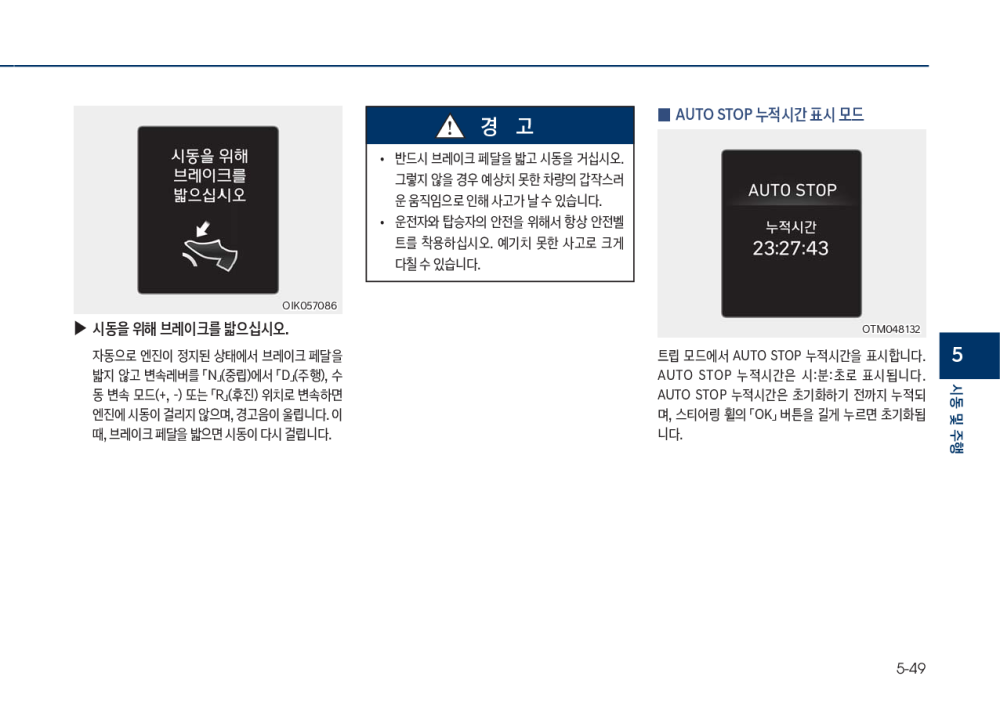 시동을 위해
브레이크를
밟으십시오
OIK057086
▶ 시동을 위해 브레이크를 밟으십시오.
자동으로 엔진이 정지된 상태에서 브레이크 페달을
밟지 않고 변속레버를 「N」(중립)에서 「D」(주행), 수
동 변속 모드(+, -) 또는 「R」(후진) 위치로 변속하면
엔진에 시동이 걸리지 않으며, 경고음이 울립니다. 이
때, 브레이크 페달을 밟으면 시동이 다시 걸립니다.
경 고
• 반드시 브레이크 페달을 밟고 시동을 거십시오.
그렇지 않을 경우 예상치 못한 차량의 갑작스러
운 움직임으로 인해 사고가 날 수 있습니다.
• 운전자와 탑승자의 안전을 위해서 항상 안전벨
트를 착용하십시오. 예기치 못한 사고로 크게
다칠 수 있습니다.
■ AUTO STOP 누적시간 표시 모드
AUTO STOP
누적시간
23:27:43
OTM048132
트립 모드에서 AUTO STOP 누적시간을 표시합니다.
AUTO STOP 누적시간은 시:분:초로 표시됩니다.
AUTO STOP 누적시간은 초기화하기 전까지 누적되
며, 스티어링 휠의 「OK」 버튼을 길게 누르면 초기화됩
니다.
5
시동 및 주행
5-49